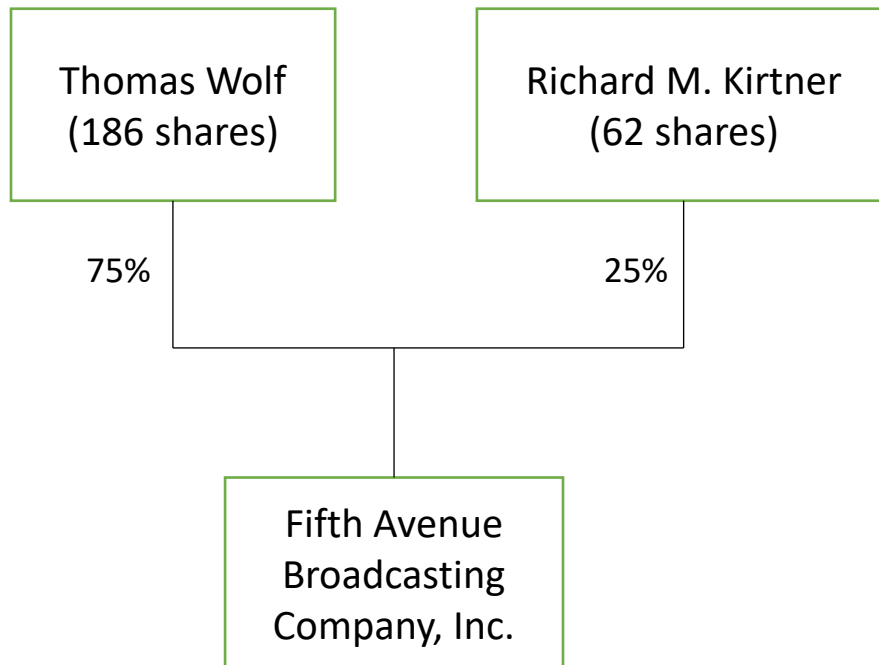 Thomas Wolf
(186 shares)
Richard M. Kirtner
(62 shares)
75%
25%
Fifth Avenue
Broadcasting
Company, Inc.